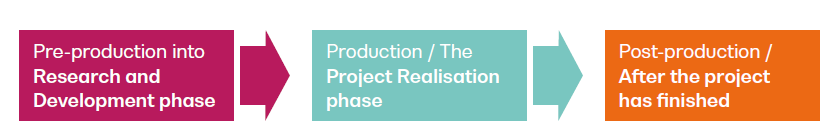 Pre-production into
Research and
Development phase
Production / The
Project Realisation
phase
Post-production /
After the project
has finished